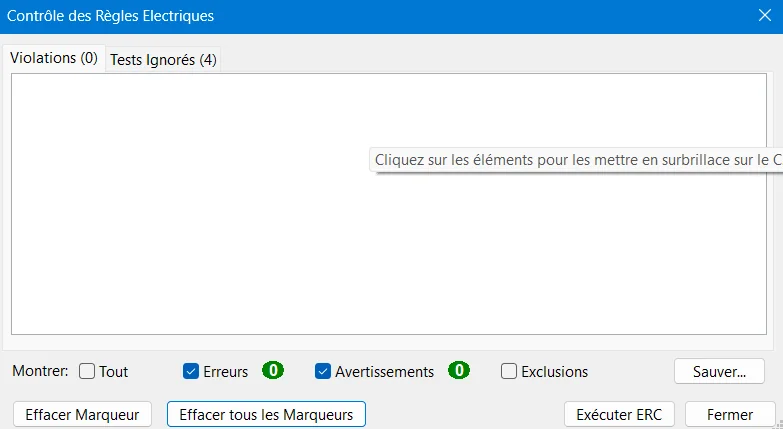 Contrôle des Règles Electriques
Violations (0) Tests Ignorés (4)
Cliquez sur les éléments pour les mettre en surbrillace sur le C
Montrer: Tout Erreurs 0 Avertissements 0 Exclusions Sauver...
Effacer Marqueur Effacer tous les Marqueurs Exécuter ERC Fermer